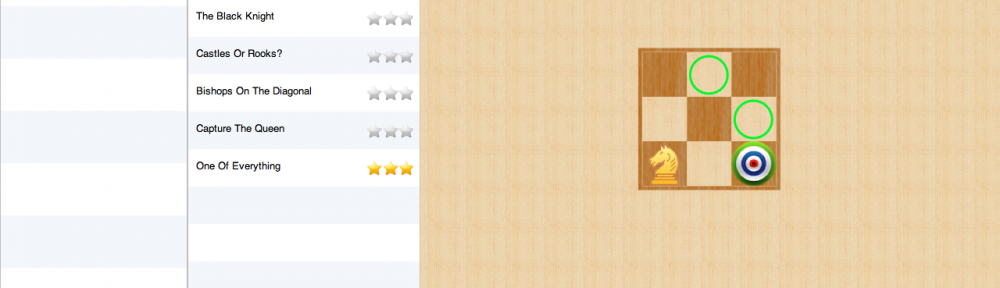 The Black Knight
Castles Or Rooks?
Bishops On The Diagonal
Capture The Queen
One Of Everything